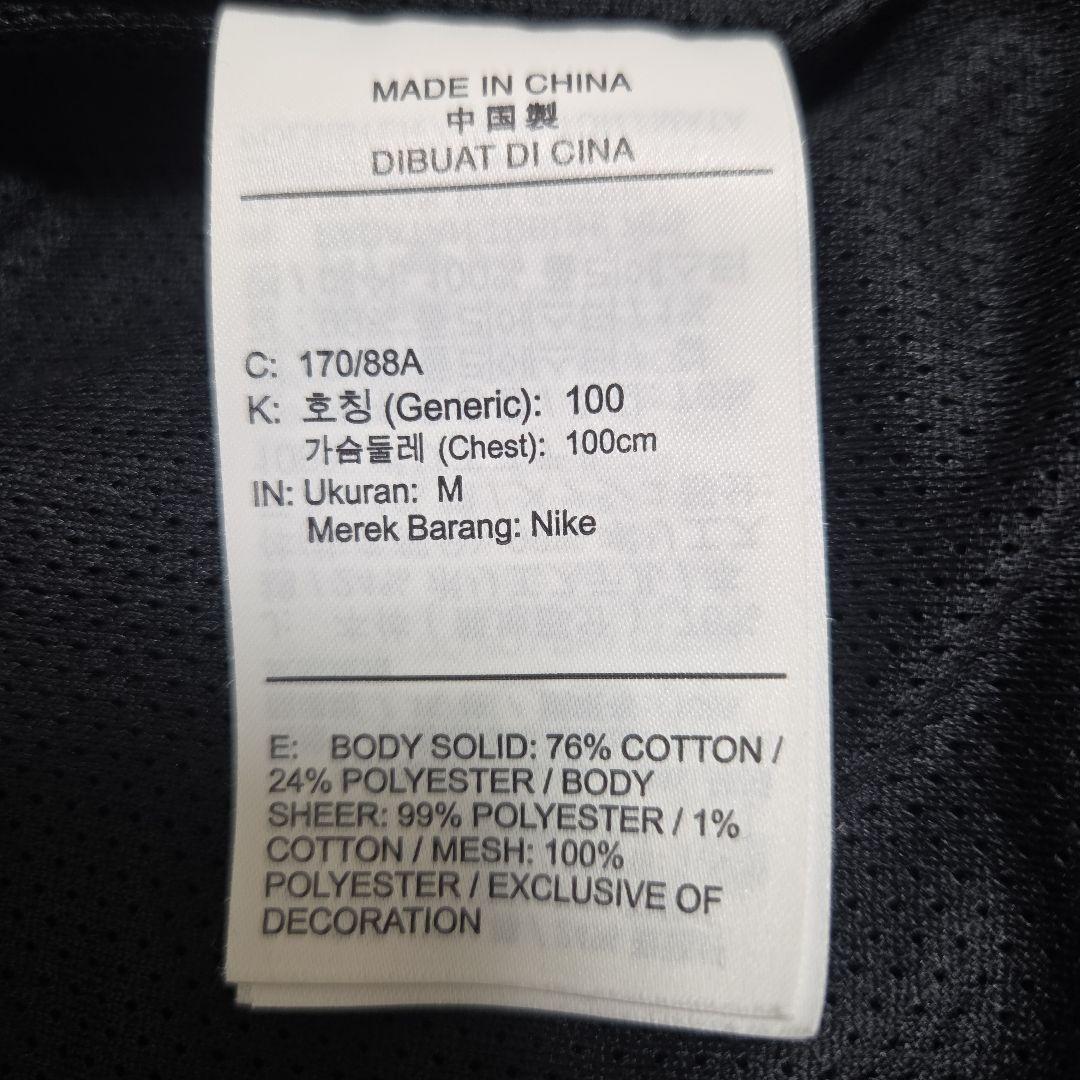 MADE IN CHINA
中国製
DIBUAT DI CINA
C: 170/88A
K: 호칭 (Generic): 100
가슴둘레 (Chest): 100cm
IN: Ukuran: M
Merek Barang: Nike
E: BODY SOLID: 76% COTTON /
24% POLYESTER / BODY
SHEER: 99% POLYESTER / 1%
COTTON / MESH: 100%
POLYESTER / EXCLUSIVE OF
DECORATION